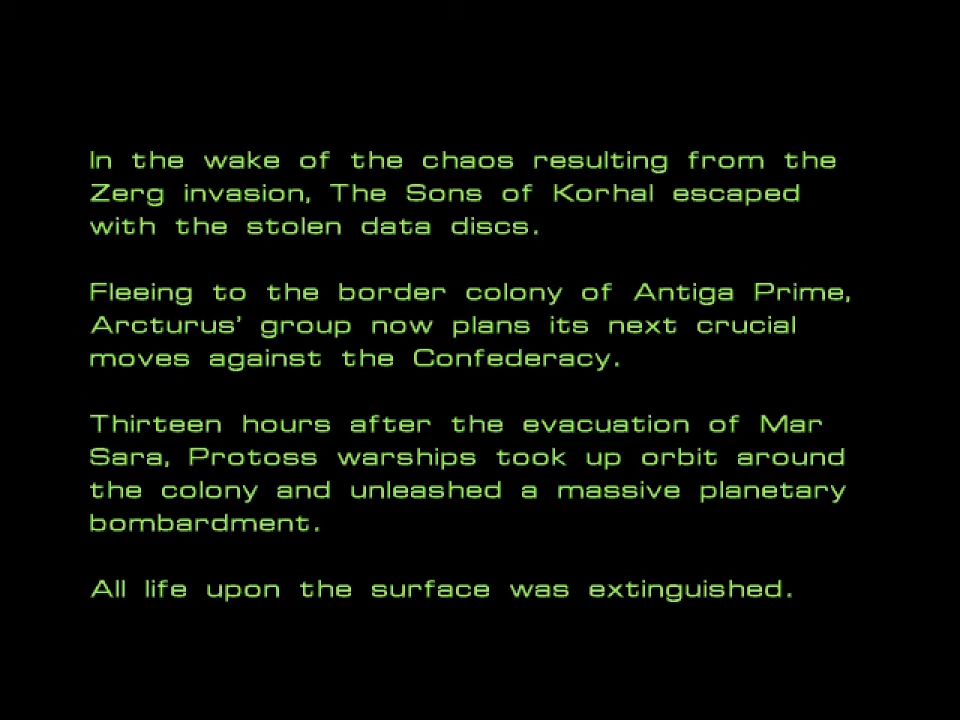 In the wake of the chaos resulting from the
Zerg invasion, The Sons of Korhal escaped
with the stolen data discs.
Fleeing to the border colony of Antiga Prime,
Arcturus' group now plans its next crucial
moves against the Confederacy.
Thirteen hours after the evacuation of Mar
Sara, Protoss warships took up orbit around
the colony and unleashed a massive planetary
bombardment.
All life upon the surface was extinguished.